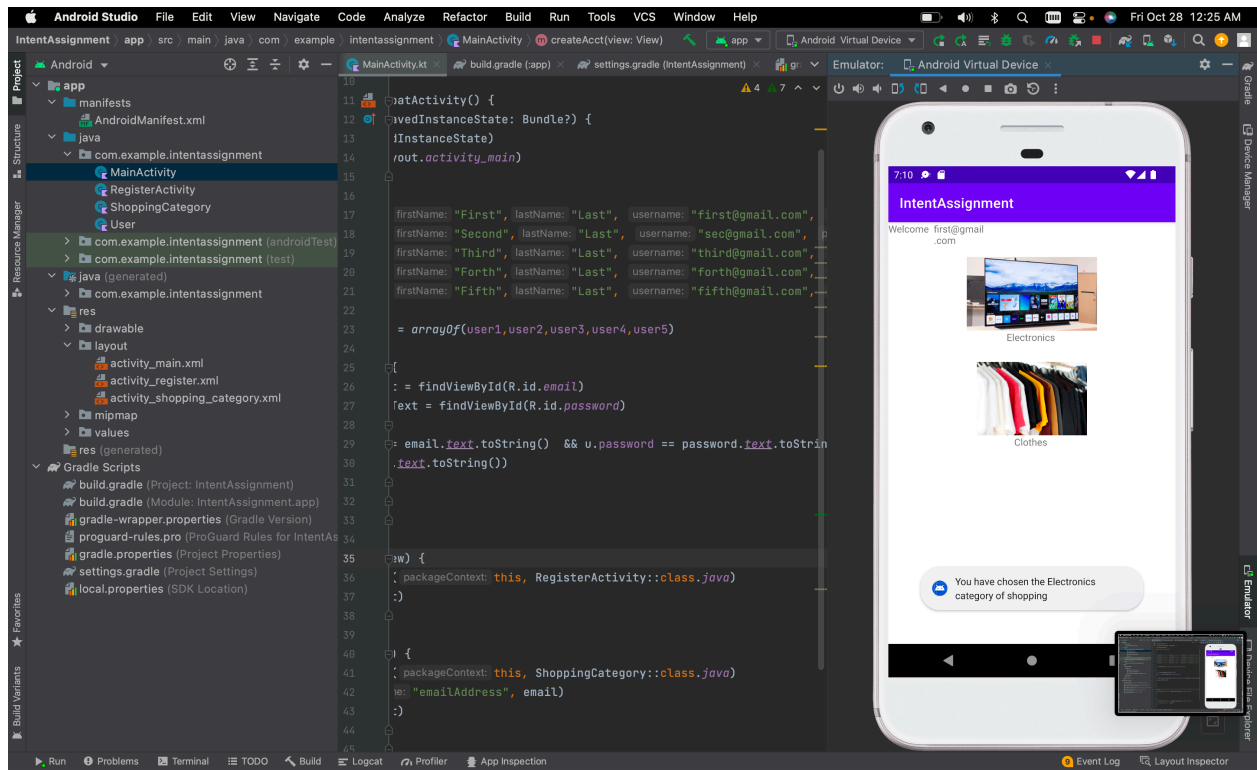 Android Studio File Edit View Navigate Code Analyze Refactor Build Run Tools VCS Window Help Fri Oct 28 12:25 AM
IntentAssignment app src main java com example intentassignment MainActivity createAcct(view: View) app Android Virtual Device
Android
MainActivity.kt build.gradle (:app) settings.gradle (IntentAssignment)
Emulator: Android Virtual Device
Project
Structure
Resource Manager
Favorites
Build Variants
app
manifests
AndroidManifest.xml
java
com.example.intentassignment
MainActivity
RegisterActivity
ShoppingCategory
User
com.example.intentassignment (androidTest)
com.example.intentassignment (test)
java (generated)
com.example.intentassignment
res
drawable
layout
activity_main.xml
activity_register.xml
activity_shopping_category.xml
mipmap
values
res (generated)
Gradle Scripts
build.gradle (Project: IntentAssignment)
build.gradle (Module: IntentAssignment.app)
gradle-wrapper.properties (Gradle Version)
proguard-rules.pro (ProGuard Rules for IntentAs
gradle.properties (Project Properties)
settings.gradle (Project Settings)
local.properties (SDK Location)
4 7
10
11 patActivity() {
12 avedInstanceState: Bundle?) {
13 dInstanceState)
14 yout.activity_main)
15
16
17 firstName: "First", lastName: "Last", username: "first@gmail.com",
18 firstName: "Second", lastName: "Last", username: "sec@gmail.com", p
19 firstName: "Third", lastName: "Last", username: "third@gmail.com",
20 firstName: "Forth", lastName: "Last", username: "forth@gmail.com",
21 firstName: "Fifth", lastName: "Last", username: "fifth@gmail.com",
22
23 = arrayOf(user1,user2,user3,user4,user5)
24
25 {
26 : = findViewById(R.id.email)
27 Text = findViewById(R.id.password)
28
29 = email.text.toString() && u.password == password.text.toStrin
30 .text.toString())
31
32
33
34
35 ew) {
36 ( packageContext: this, RegisterActivity::class.java)
37 :)
38
39
40 ) {
41 ( packageContext: this, ShoppingCategory::class.java)
42 me: "emailAddress", email)
43 :)
44
45
7:10
IntentAssignment
Welcome first@gmail
.com
Electronics
Clothes
You have chosen the Electronics
category of shopping
Gradle
Device Manager
Emulator
Device File Explorer
Run Problems Terminal TODO Build Logcat Profiler App Inspection 9 Event Log Layout Inspector